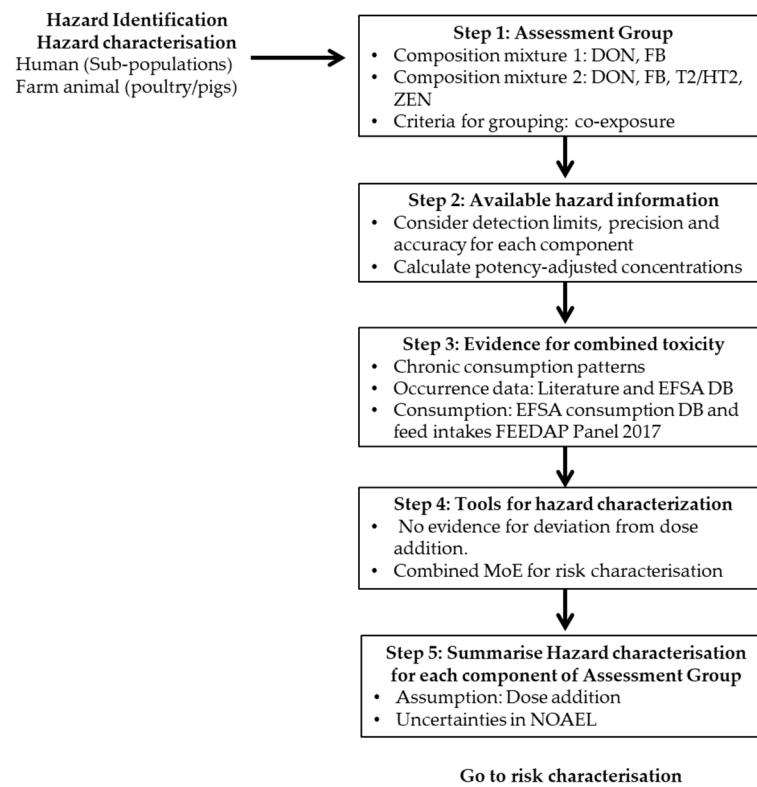 Hazard Identification
Hazard characterisation
Human (Sub-populations)
Farm animal (poultry/pigs)
Step 1: Assessment Group
• Composition mixture 1: DON, FB
• Composition mixture 2: DON, FB, T2/HT2,
ZEN
• Criteria for grouping: co-exposure
Step 2: Available hazard information
• Consider detection limits, precision and
accuracy for each component
• Calculate potency-adjusted concentrations
Step 3: Evidence for combined toxicity
• Chronic consumption patterns
• Occurrence data: Literature and EFSA DB
• Consumption: EFSA consumption DB and
feed intakes FEEDAP Panel 2017
Step 4: Tools for hazard characterization
• No evidence for deviation from dose
addition.
• Combined MoE for risk characterisation
Step 5: Summarise Hazard characterisation
for each component of Assessment Group
• Assumption: Dose addition
• Uncertainties in NOAEL
Go to risk characterisation